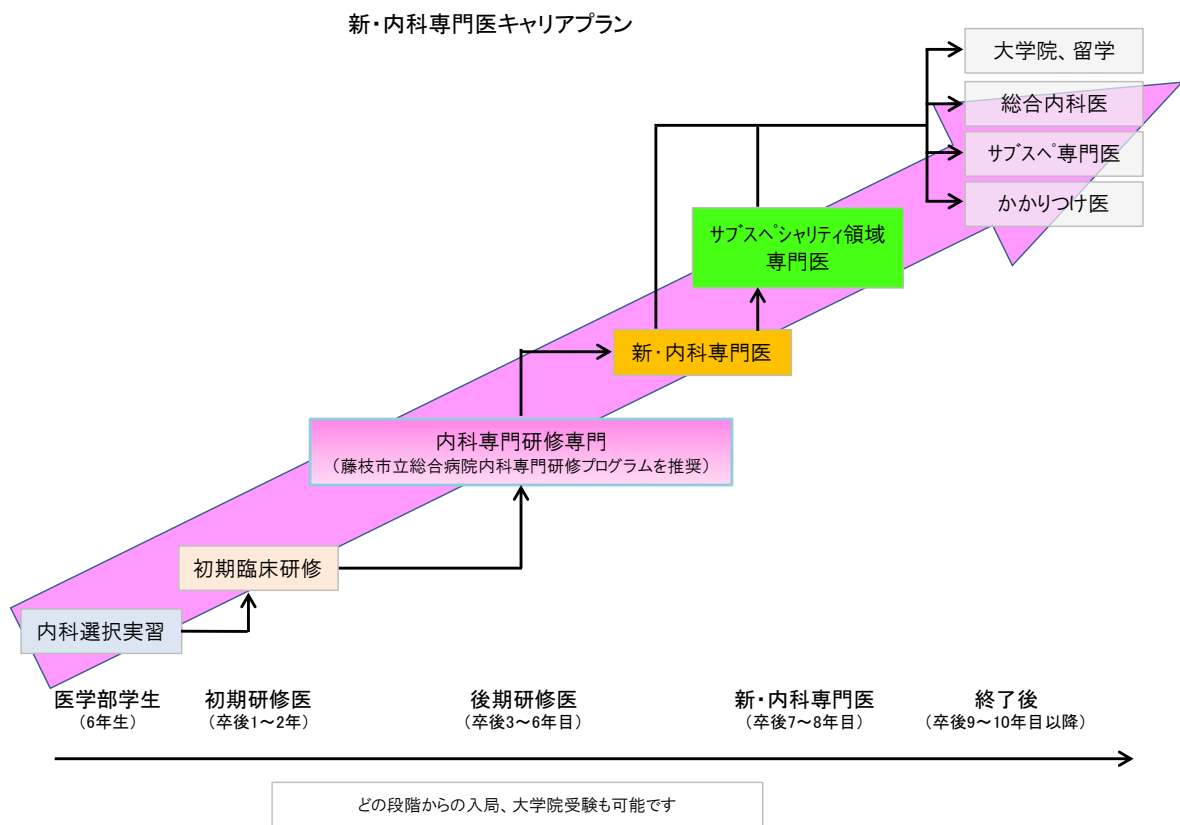 新・内科専門医キャリアプラン
大学院、留学
総合内科医
サブスペ専門医
かかりつけ医
サブスペシャリティ領域
専門医
新・内科専門医
内科専門研修専門
（藤枝市立総合病院内科専門研修プログラムを推奨）
初期臨床研修
内科選択実習
医学部学生
（6年生）
初期研修医
（卒後1～2年）
後期研修医
（卒後3～6年目）
新・内科専門医
（卒後7～8年目）
終了後
（卒後9～10年目以降）
どの段階からの入局、大学院受験も可能です